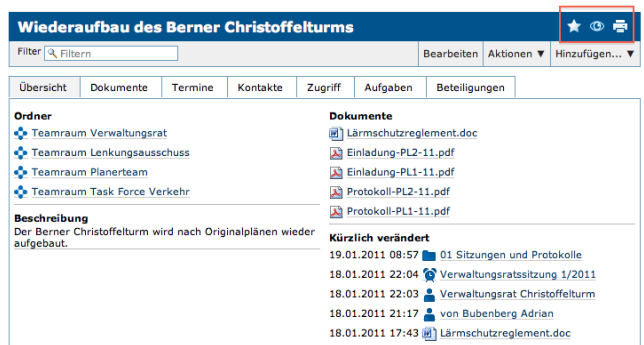 Wiederaufbau des Berner Christoffelturms
Filter Filtern
Bearbeiten Aktionen ▼ Hinzufügen... ▼
Übersicht Dokumente Termine Kontakte Zugriff Aufgaben Beteiligungen
Ordner
Teamraum Verwaltungsrat
Teamraum Lenkungsausschuss
Teamraum Planerteam
Teamraum Task Force Verkehr
Beschreibung
Der Berner Christoffelturm wird nach Originalplänen wieder
aufgebaut.
Dokumente
Lärmschutzreglement.doc
Einladung-PL2-11.pdf
Einladung-PL1-11.pdf
Protokoll-PL2-11.pdf
Protokoll-PL1-11.pdf
Kürzlich verändert
19.01.2011 08:57 01 Sitzungen und Protokolle
18.01.2011 22:04 Verwaltungsratssitzung 1/2011
18.01.2011 22:03 Verwaltungsrat Christoffelturm
18.01.2011 21:17 von Bubenberg Adrian
18.01.2011 17:43 Lärmschutzreglement.doc